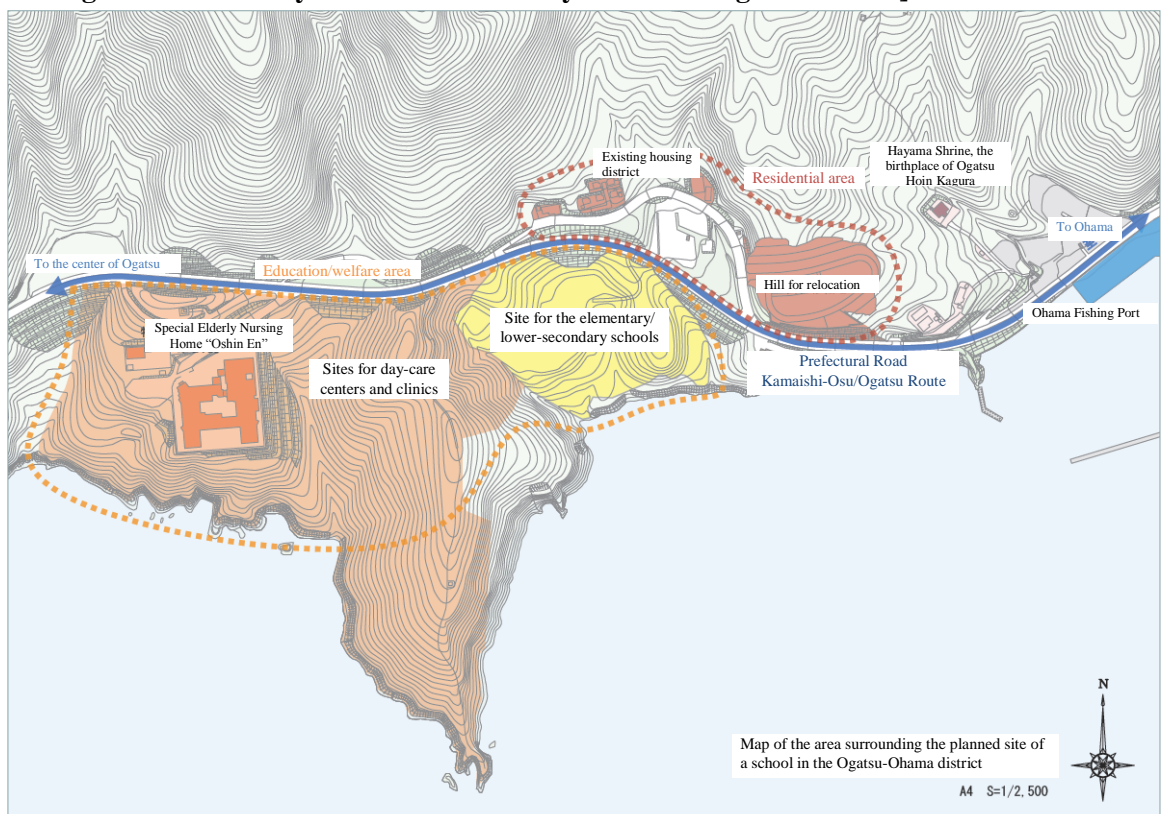 Existing housing
district
Residential area
Hayama Shrine, the
birthplace of Ogatsu
Hoin Kagura
To Ohama
To the center of Ogatsu
Education/welfare area
Hill for relocation
Ohama Fishing Port
Special Elderly Nursing
Home “Oshin En”
Site for the elementary/
lower-secondary schools
Sites for day-care
centers and clinics
Prefectural Road
Kamaishi-Osu/Ogatsu Route
N
Map of the area surrounding the planned site of
a school in the Ogatsu-Ohama district
A4 S=1/2,500